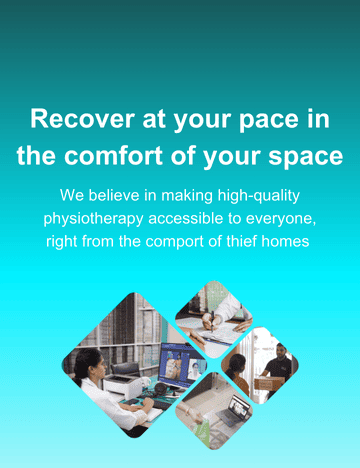 Recover at your pace in
the comfort of your space
We believe in making high-quality
physiotherapy accessible to everyone,
right from the comport of thief homes